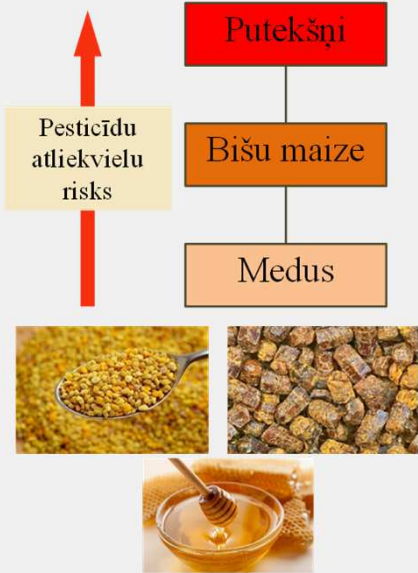 Putekšņi
Pesticīdu
atliekvielu
risks
Bišu maize
Medus